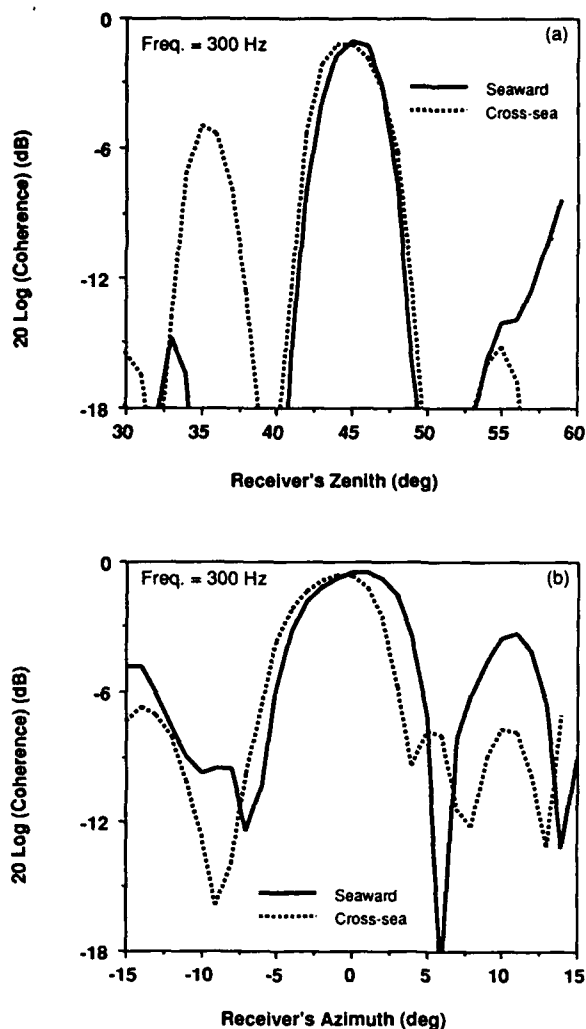 0
Freq. = 300 Hz
(a)
Seaward
Cross-sea
-6
-12
-18
20 Log (Coherence) (dB)
30 35 40 45 50 55 60
Receiver's Zenith (deg)
0
Freq. = 300 Hz
(b)
-6
-12
Seaward
Cross-sea
-18
20 Log (Coherence) (dB)
-15 -10 -5 0 5 10 15
Receiver's Azimuth (deg)